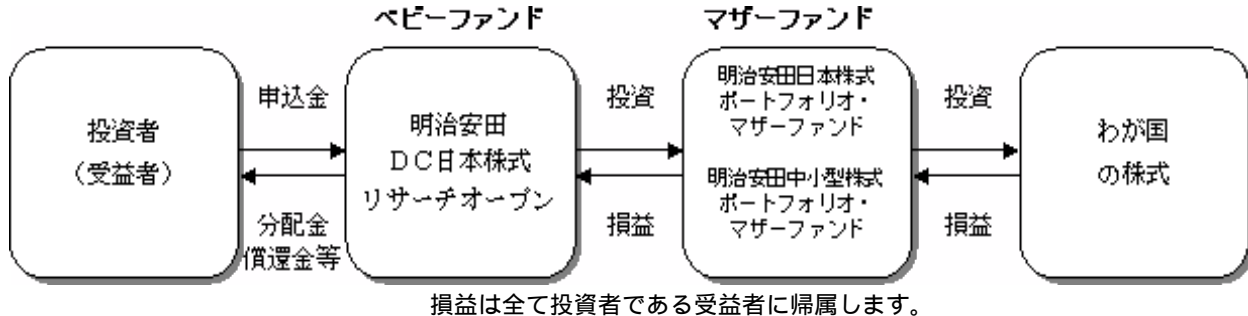 ベビーファンド
マザーファンド
投資者
（受益者）
申込金
分配金
償還金等
明治安田
ＤＣ日本株式
リサーチオープン
投資
損益
明治安田日本株式
ポートフォリオ・
マザーファンド
明治安田中小型株式
ポートフォリオ・
マザーファンド
投資
損益
わが国
の株式
損益は全て投資者である受益者に帰属します。